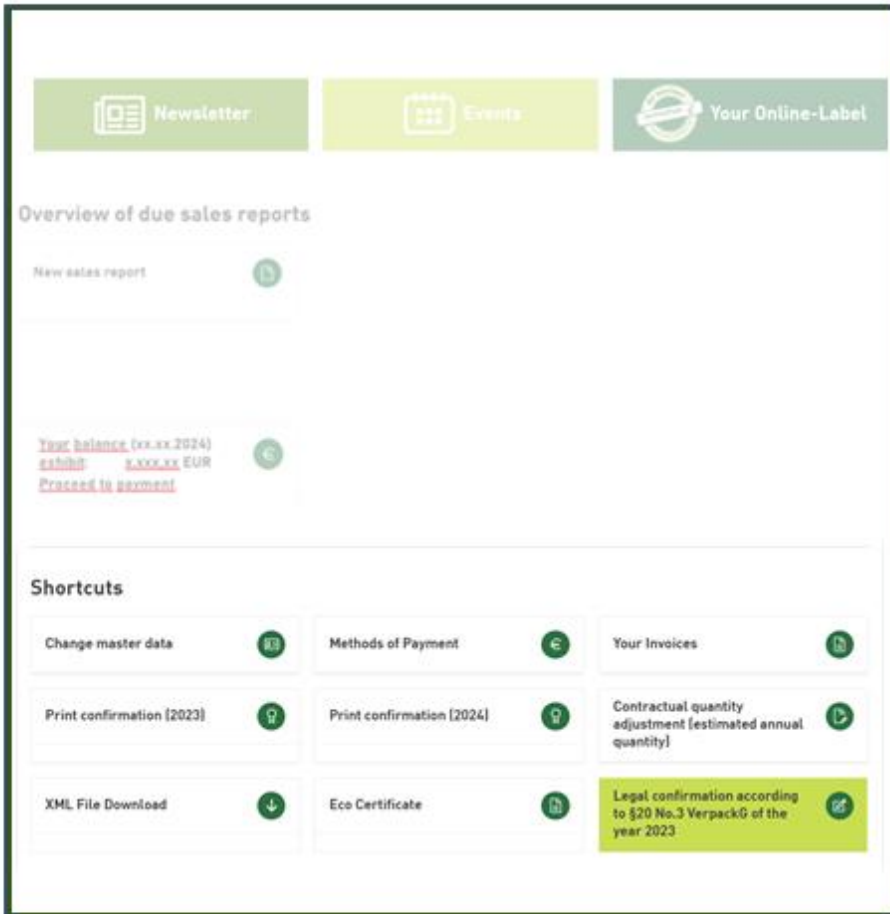 Newsletter
Events
Your Online-Label
Overview of due sales reports
New sales report
Your balance (xx.xx.2024)
exhibit: x.xxx,xx EUR
Proceed to payment
Shortcuts
Change master data
Methods of Payment
Your Invoices
Print confirmation (2023)
Print confirmation (2024)
Contractual quantity
adjustment (estimated annual
quantity)
XML File Download
Eco Certificate
Legal confirmation according
to §20 No.3 VerpackG of the
year 2023